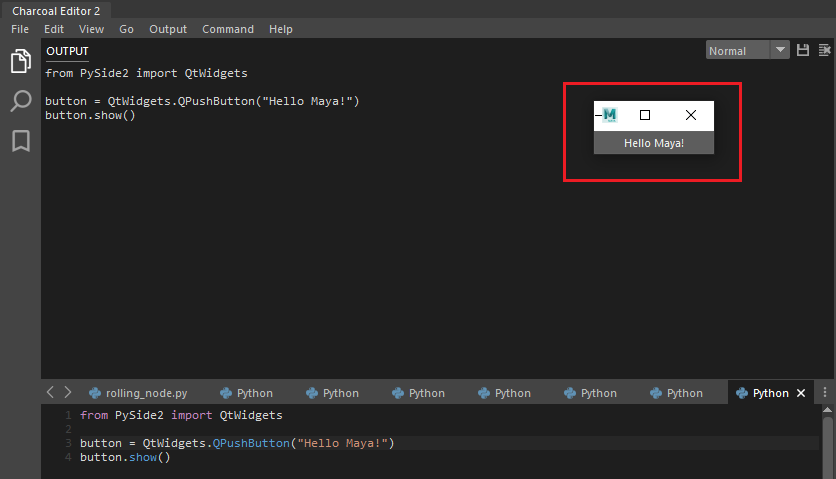 Charcoal Editor 2
File Edit View Go Output Command Help
OUTPUT
Normal
from PySide2 import QtWidgets
button = QtWidgets.QPushButton("Hello Maya!")
button.show()
M
Hello Maya!
rolling_node.py Python Python Python Python Python Python Python
1 from PySide2 import QtWidgets
2
3 button = QtWidgets.QPushButton("Hello Maya!")
4 button.show()